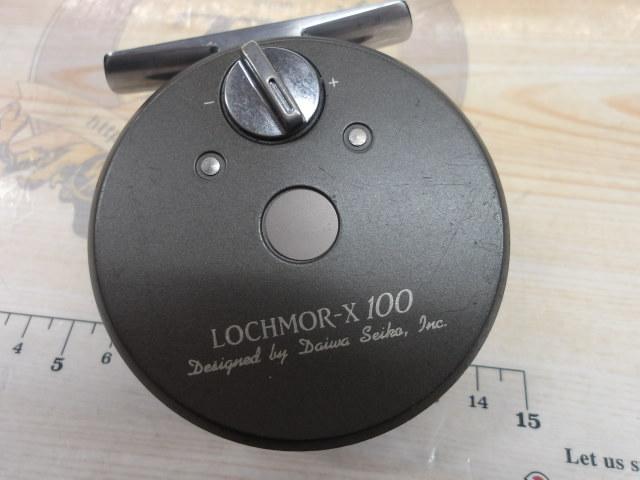 − +
LOCHMOR-X 100
Designed by Daiwa Seiko, Inc.
4 5 6 14 15
Let us s